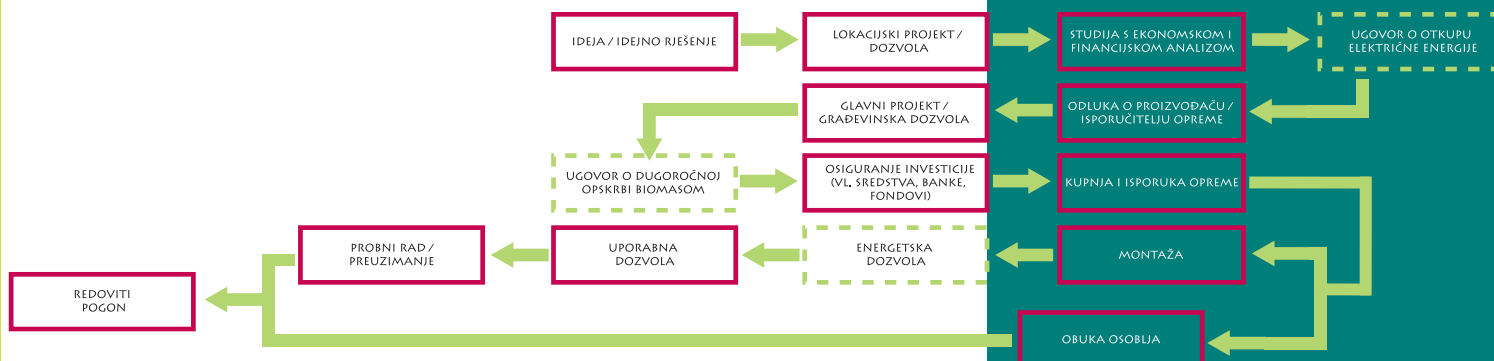 IDEJA / IDEJNO RJEŠENJE
LOKACIJSKI PROJEKT /
DOZVOLA
STUDIJA S EKONOMSKOM I
FINANCIJSKOM ANALIZOM
UGOVOR O OTKUPU
ELEKTRIČNE ENERGIJE
GLAVNI PROJEKT /
GRAĐEVINSKA DOZVOLA
ODLUKA O PROIZVOĐAČU /
ISPORUČITELJU OPREME
UGOVOR O DUGOROČNOJ
OPSKRBI BIOMASOM
OSIGURANJE INVESTICIJE
(VL. SREDSTVA, BANKE,
FONDOVI)
KUPNJA I ISPORUKA OPREME
PROBNI RAD /
PREUZIMANJE
UPORABNA
DOZVOLA
ENERGETSKA
DOZVOLA
MONTAŽA
REDOVITI
POGON
OBUKA OSOBLJA